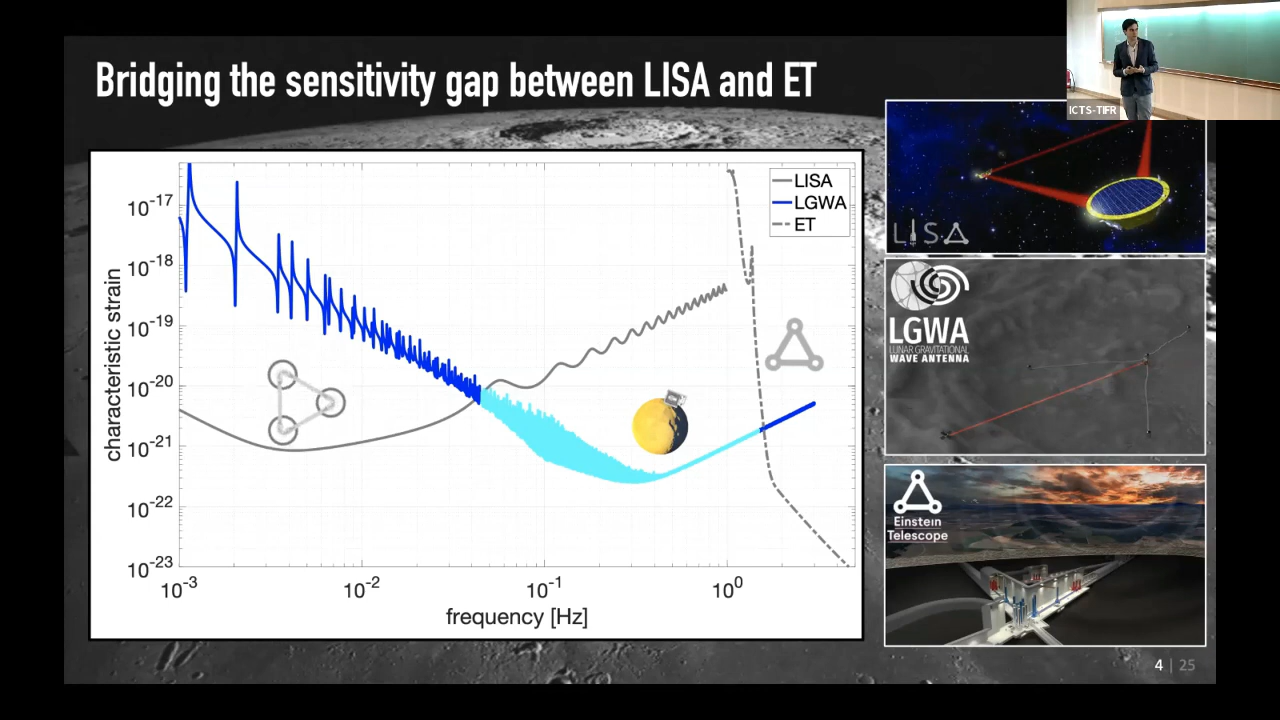 Bridging the sensitivity gap between LISA and ET
ICTS-TIFR
LISA
LGWA
ET
10-17
10-18
10-19
10-20
10-21
10-22
10-23
characteristic strain
10-3
10-2
10-1
100
frequency [Hz]
LISA
LGWA
LUNAR GRAVITATIONAL
WAVE ANTENNA
Einstein
Telescope
4 | 25